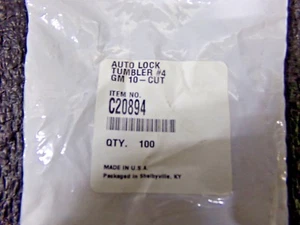 AUTO LOCK
TUMBLER #4
GM 10-CUT
ITEM NO.
C20894
QTY. 100
MADE IN U.S.A.
Packaged in Shelbyville, KY